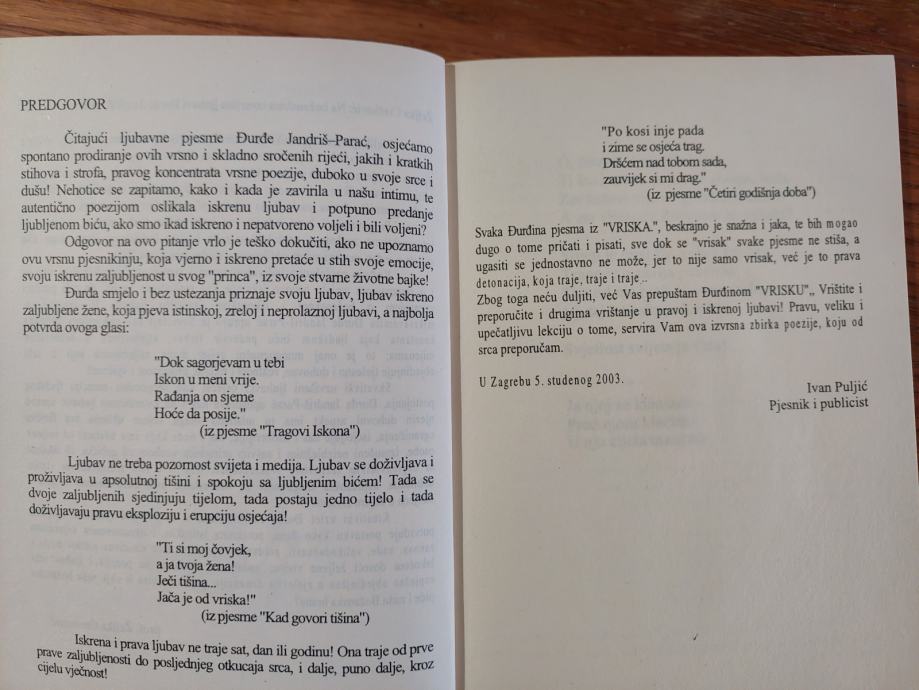 PREDGOVOR
Čitajući ljubavne pjesme Đurđe Jandriš–Parać, osjećamo
spontano prodiranje ovih vrsno i skladno sročenih riječi, jakih i kratkih
stihova i strofa, pravog koncentrata vrsne poezije, duboko u svoje srce i
dušu! Nehotice se zapitamo, kako i kada je zavirila u našu intimu, te
autentično poezijom oslikala iskrenu ljubav i potpuno predanje
ljubljenom biću, ako smo ikad iskreno i nepatvoreno voljeli i bili voljeni?
Odgovor na ovo pitanje vrlo je teško dokučiti, ako ne upoznamo
ovu vrsnu pjesnikinju, koja vjerno i iskreno pretače u stih svoje emocije,
svoju iskrenu zaljubljenost u svog "princa", iz svoje stvarne životne bajke!
Đurđa smjelo i bez ustezanja priznaje svoju ljubav, ljubav iskreno
zaljubljene žene, koja pjeva istinskoj, zreloj i neprolaznoj ljubavi, a najbolja
potvrda ovoga glasi:
"Dok sagorjevam u tebi
Iskon u meni vrije.
Rađanja on sjeme
Hoće da posije."
(iz pjesme "Tragovi Iskona")
Ljubav ne treba pozornost svijeta i medija. Ljubav se doživljava i
proživljava u apsolutnoj tišini i spokoju sa ljubljenim bićem! Tada se
dvoje zaljubljenih sjedinjuju tijelom, tada postaju jedno tijelo i tada
doživljavaju pravu eksploziju i erupciju osjećaja!
"Ti si moj čovjek,
a ja tvoja žena!
Ječi tišina...
Jača je od vriska!"
(iz pjesme "Kad govori tišina")
Iskrena i prava ljubav ne traje sat, dan ili godinu! Ona traje od prve
prave zaljubljenosti do posljednjeg otkucaja srca, i dalje, puno dalje, kroz
cijelu vječnost!
"Po kosi inje pada
i zime se osjeća trag.
Dršćem nad tobom sada,
zauvijek si mi drag."
(iz pjesme "Četiri godišnja doba")
Svaka Đurđina pjesma iz "VRISKA.", beskrajno je snažna i jaka, te bih mogao
dugo o tome pričati i pisati, sve dok se "vrisak" svake pjesme ne stiša, a
ugasiti se jednostavno ne može, jer to nije samo vrisak, već je to prava
detonacija, koja traje, traje i traje...
Zbog toga neću duljiti, već Vas prepuštam Đurđinom "VRISKU",, Vrištite i
preporučite i drugima vrištanje u pravoj i iskrenoj ljubavi! Pravu, veliku i
upečatljivu lekciju o tome, servira Vam ova izvrsna zbirka poezije, koju od
srca preporučam.
U Zagrebu 5. studenog 2003.
Ivan Puljić
Pjesnik i publicist